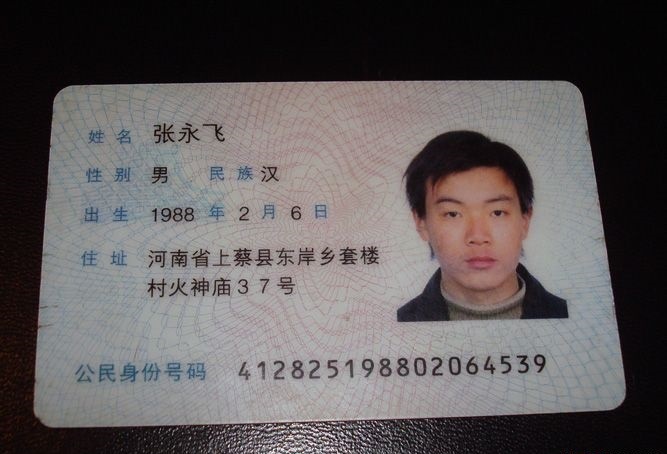 姓名 张永飞
性别 男 民族 汉
出生 1988 年 2 月 6 日
住址 河南省上蔡县东岸乡套楼
村火神庙37号
公民身份号码 412825198802064539